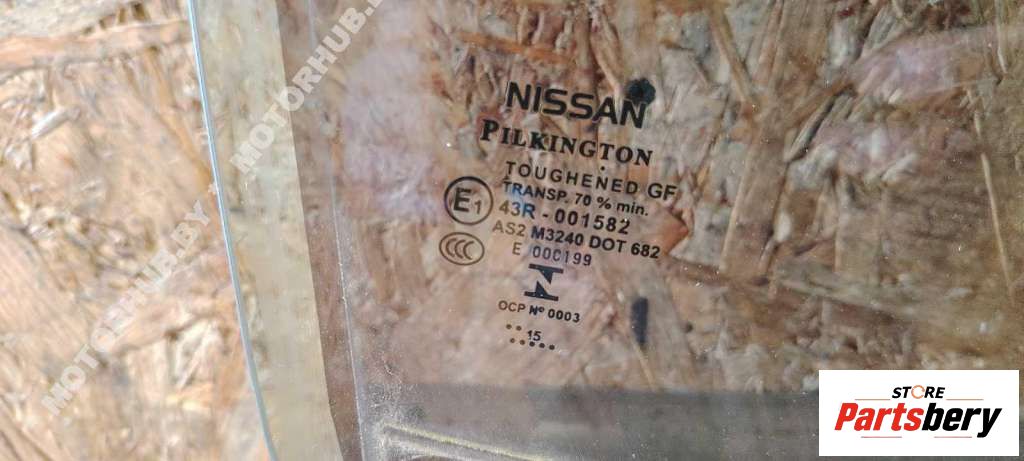 MOTORHUB.BY
MOTORHUB.BY
NISSAN
PILKINGTON
TOUGHENED GF
TRANSP. 70 % min.
E1
43R - 001582
AS2 M3240 DOT 682
CCC
E 000199
OCP Nº 0003
15
STORE
Partsbery